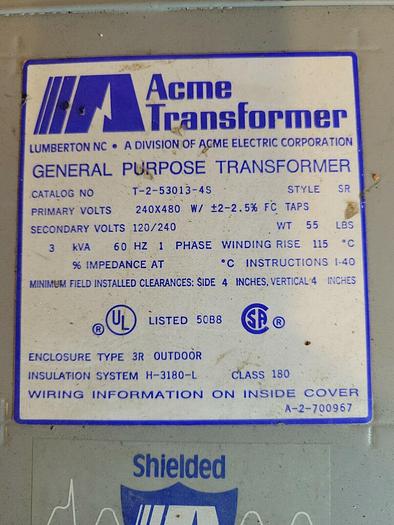 Acme
Transformer
LUMBERTON NC • A DIVISION OF ACME ELECTRIC CORPORATION
GENERAL PURPOSE TRANSFORMER
CATALOG NO T-2-53013-4S STYLE SR
PRIMARY VOLTS 240X480 W/ ±2-2.5% FC TAPS
SECONDARY VOLTS 120/240 WT 55 LBS
3 kVA 60 HZ 1 PHASE WINDING RISE 115 °C
% IMPEDANCE AT °C INSTRUCTIONS I-40
MINIMUM FIELD INSTALLED CLEARANCES: SIDE 4 INCHES, VERTICAL 4 INCHES
® UL LISTED 50B8 SA ®
ENCLOSURE TYPE 3R OUTDOOR
INSULATION SYSTEM H-3180-L CLASS 180
WIRING INFORMATION ON INSIDE COVER
A-2-700967
Shielded